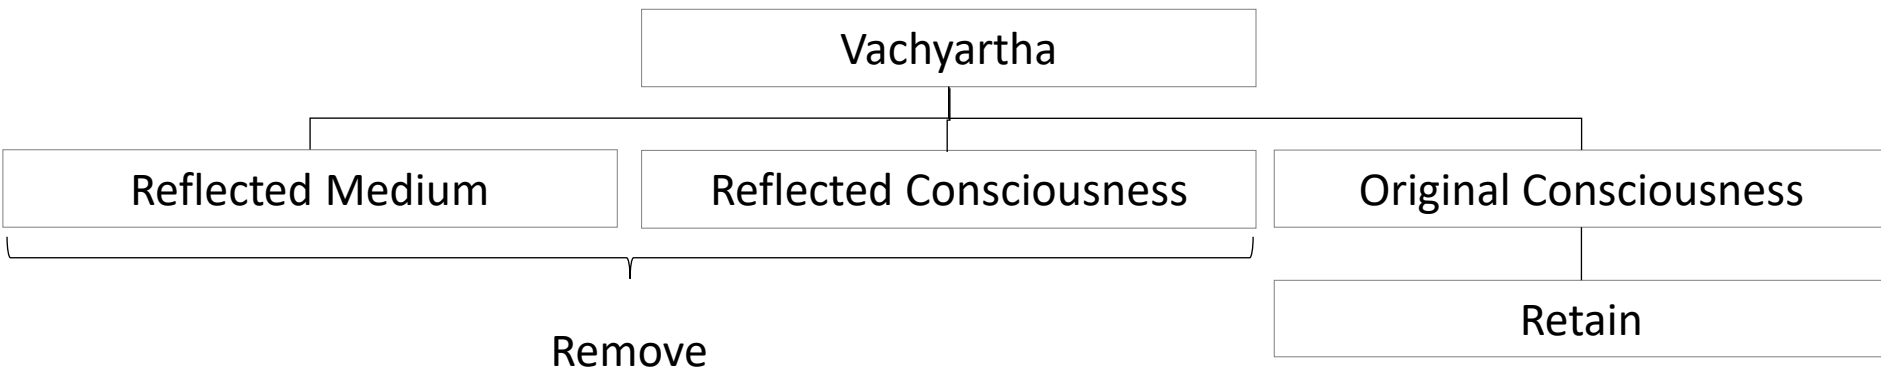 Vachyartha
Reflected Medium
Reflected Consciousness
Original Consciousness
Retain
Remove